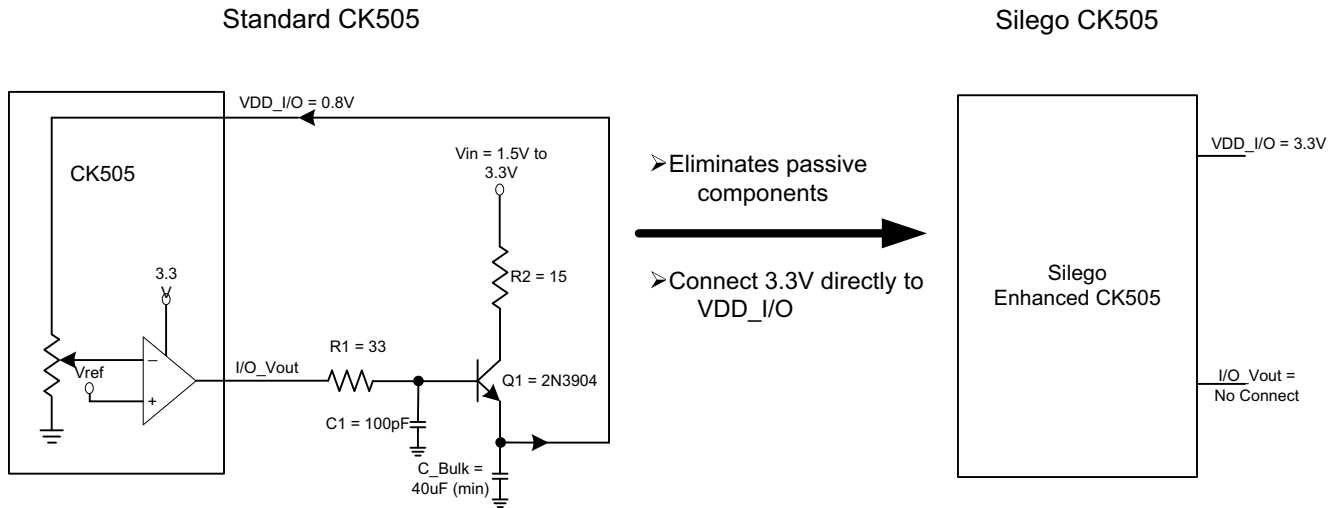 Standard CK505
Silego CK505
VDD_I/O = 0.8V
CK505
Vin = 1.5V to
3.3V
R2 = 15
3.3
V
Vref
–
+
I/O_Vout
R1 = 33
C1 = 100pF
Q1 = 2N3904
C_Bulk =
40uF (min)
➢Eliminates passive
components
➢Connect 3.3V directly to
VDD_I/O
VDD_I/O = 3.3V
Silego
Enhanced CK505
I/O_Vout =
No Connect